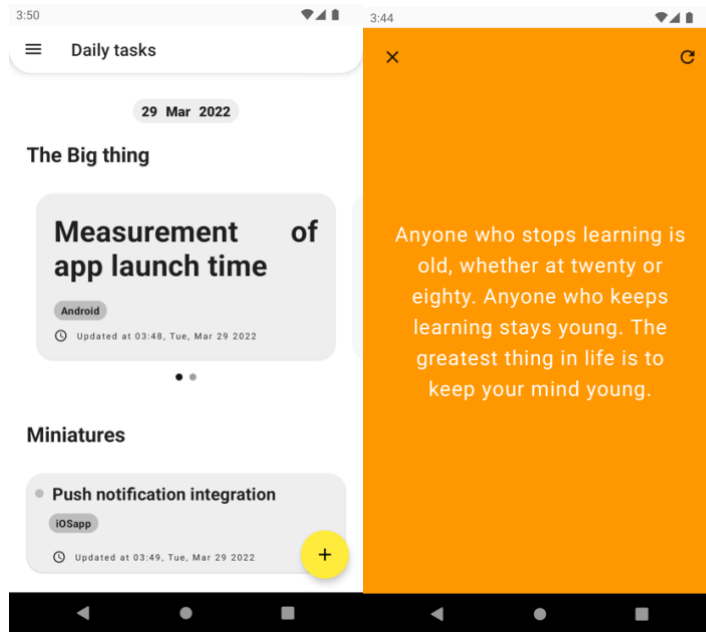 3:50
Daily tasks
29 Mar 2022
The Big thing
Measurement of
app launch time
Android
Updated at 03:48, Tue, Mar 29 2022
Miniatures
Push notification integration
iOSapp
Updated at 03:49, Tue, Mar 29 2022
3:44
Anyone who stops learning is
old, whether at twenty or
eighty. Anyone who keeps
learning stays young. The
greatest thing in life is to
keep your mind young.